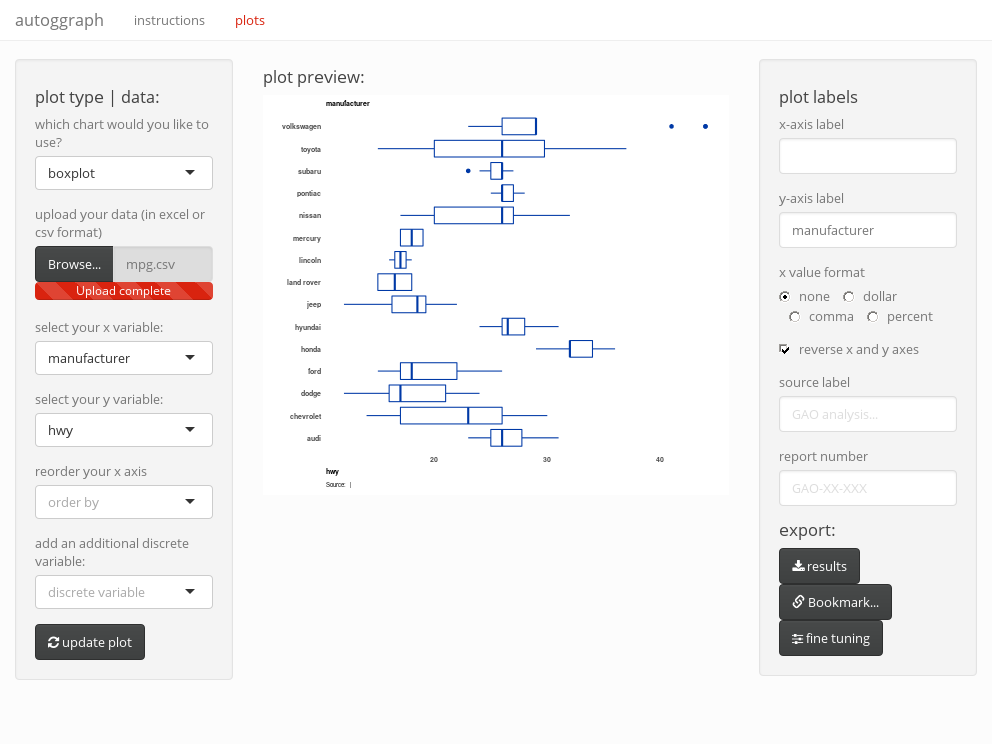 autoggraph instructions plots
plot type | data:
which chart would you like to
use?
boxplot
upload your data (in excel or
csv format)
Browse... mpg.csv
Upload complete
select your x variable:
manufacturer
select your y variable:
hwy
reorder your x axis
order by
add an additional discrete
variable:
discrete variable
update plot
plot preview:
manufacturer
volkswagen
toyota
subaru
pontiac
nissan
mercury
lincoln
land rover
jeep
hyundai
honda
ford
dodge
chevrolet
audi
20 30 40
hwy
Source: |
plot labels
x-axis label
y-axis label
manufacturer
x value format
none dollar
comma percent
reverse x and y axes
source label
GAO analysis...
report number
GAO-XX-XXX
export:
results
Bookmark...
fine tuning